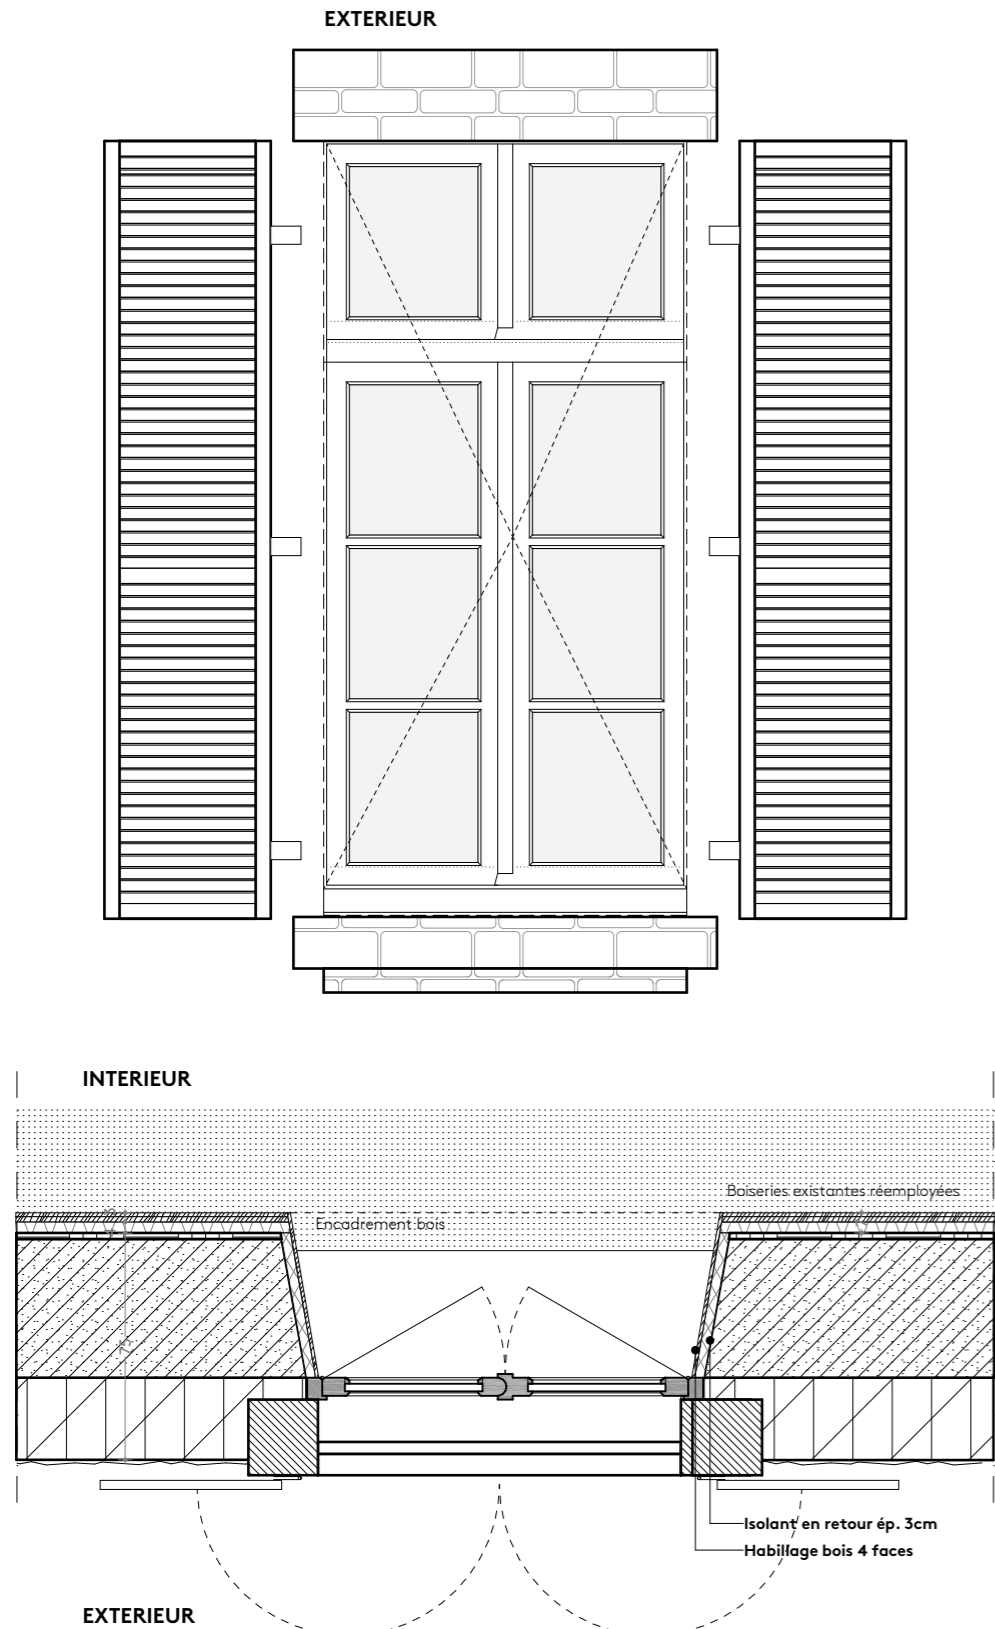 EXTERIEUR
INTERIEUR
Boiseries existantes réemployées
Encadrement bois
Isolant en retour ép. 3cm
Habillage bois 4 faces
EXTERIEUR